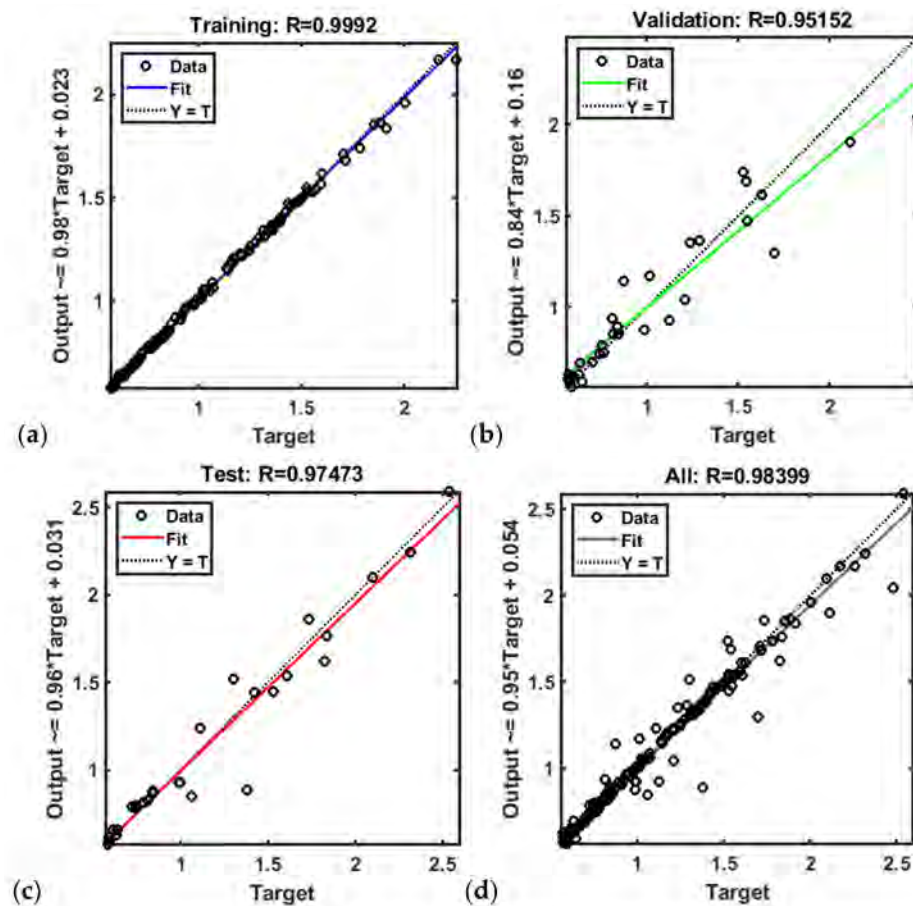 Training: R=0.9992
Output ~= 0.98*Target + 0.023
Data
Fit
Y = T
2
1.5
1
1
1.5
2
Target
(a)
Validation: R=0.95152
Output ~= 0.84*Target + 0.16
Data
Fit
Y = T
2
1.5
1
1
1.5
2
Target
(b)
Test: R=0.97473
Output ~= 0.96*Target + 0.031
Data
Fit
Y = T
2.5
2
1.5
1
1
1.5
2
2.5
Target
(c)
All: R=0.98399
Output ~= 0.95*Target + 0.054
Data
Fit
Y = T
2.5
2
1.5
1
1
1.5
2
2.5
Target
(d)